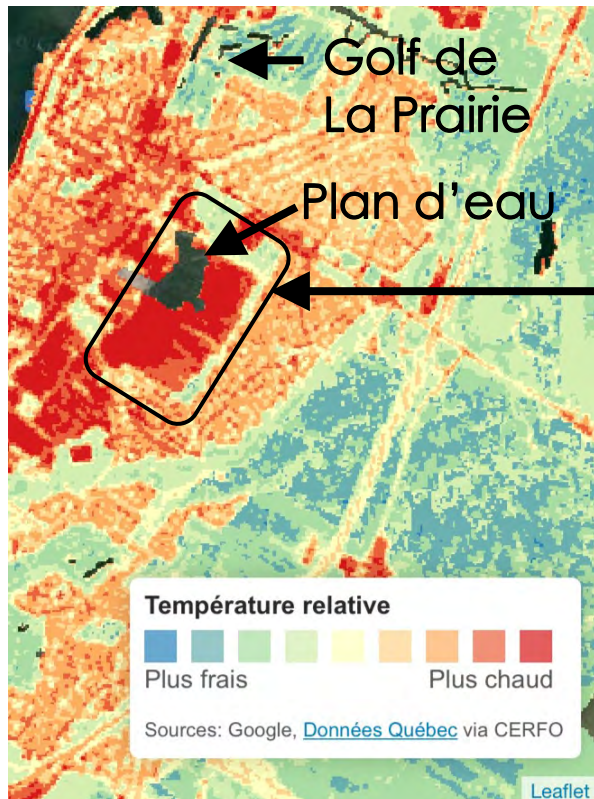 Golf de
La Prairie
Plan d'eau
Température relative
Plus frais Plus chaud
Sources: Google, Données Québec via CERFO
Leaflet